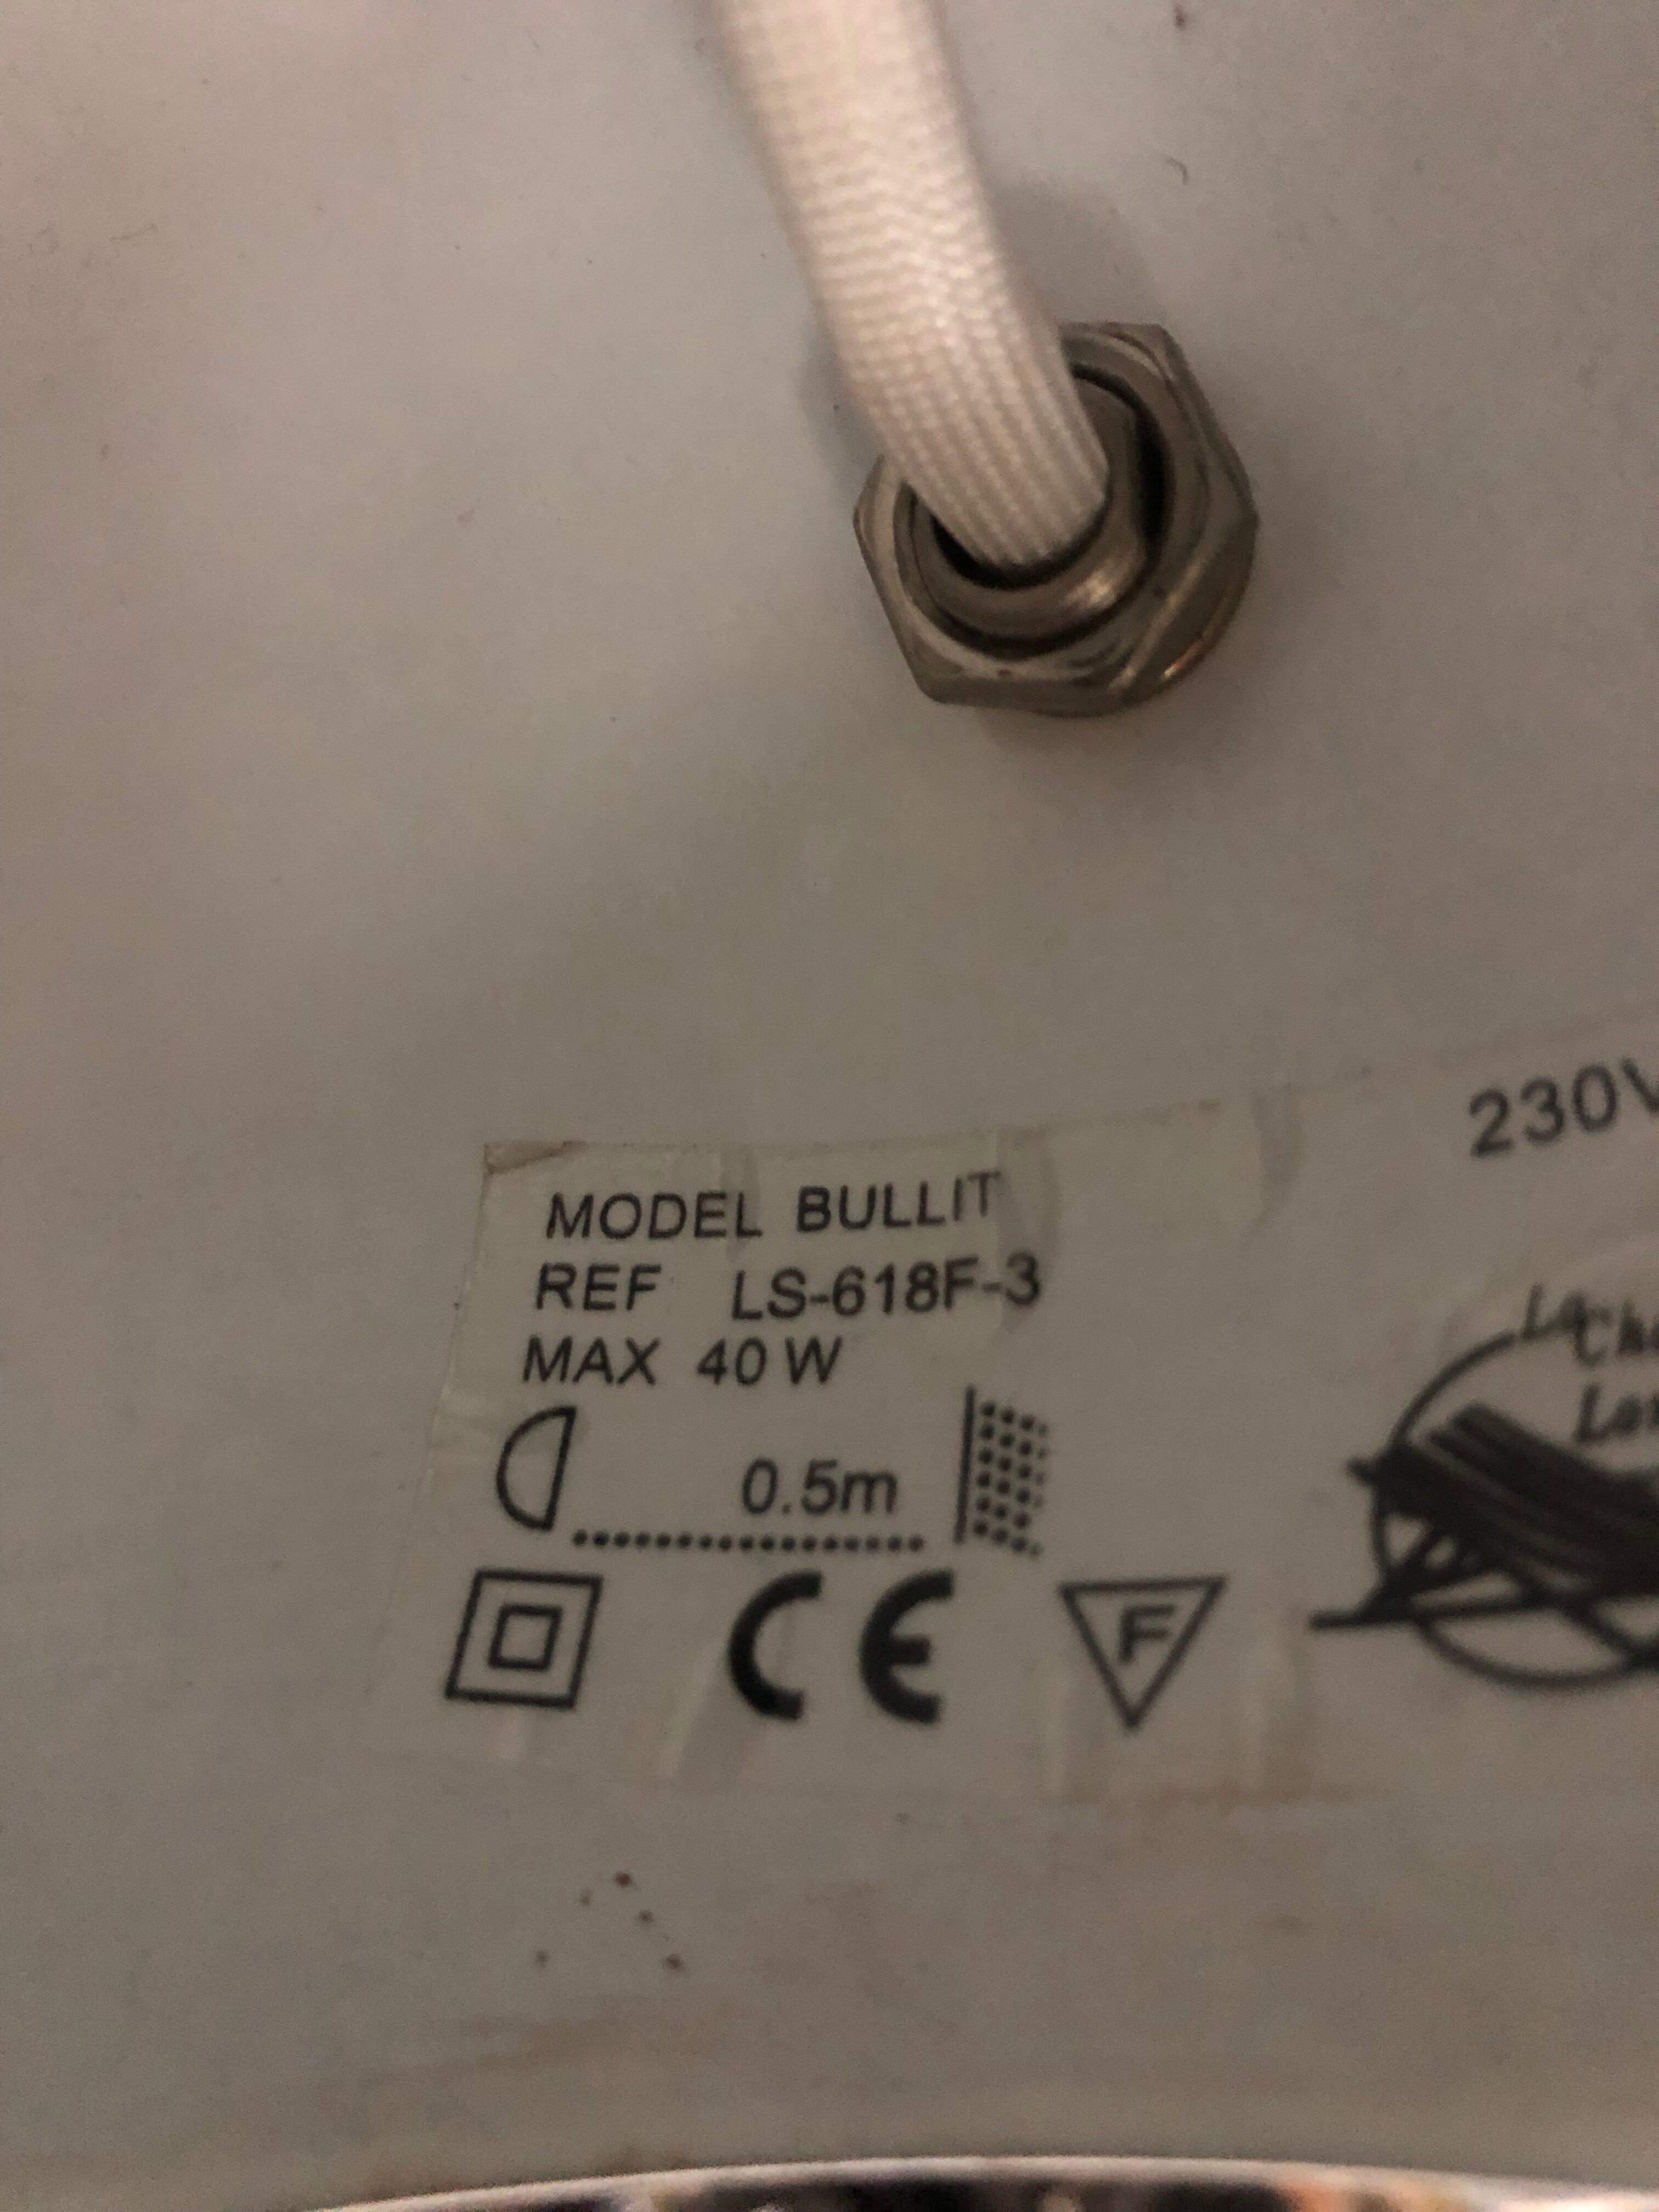 230V
MODEL BULLIT
REF LS-618F-3
MAX 40 W
0.5m
CE F